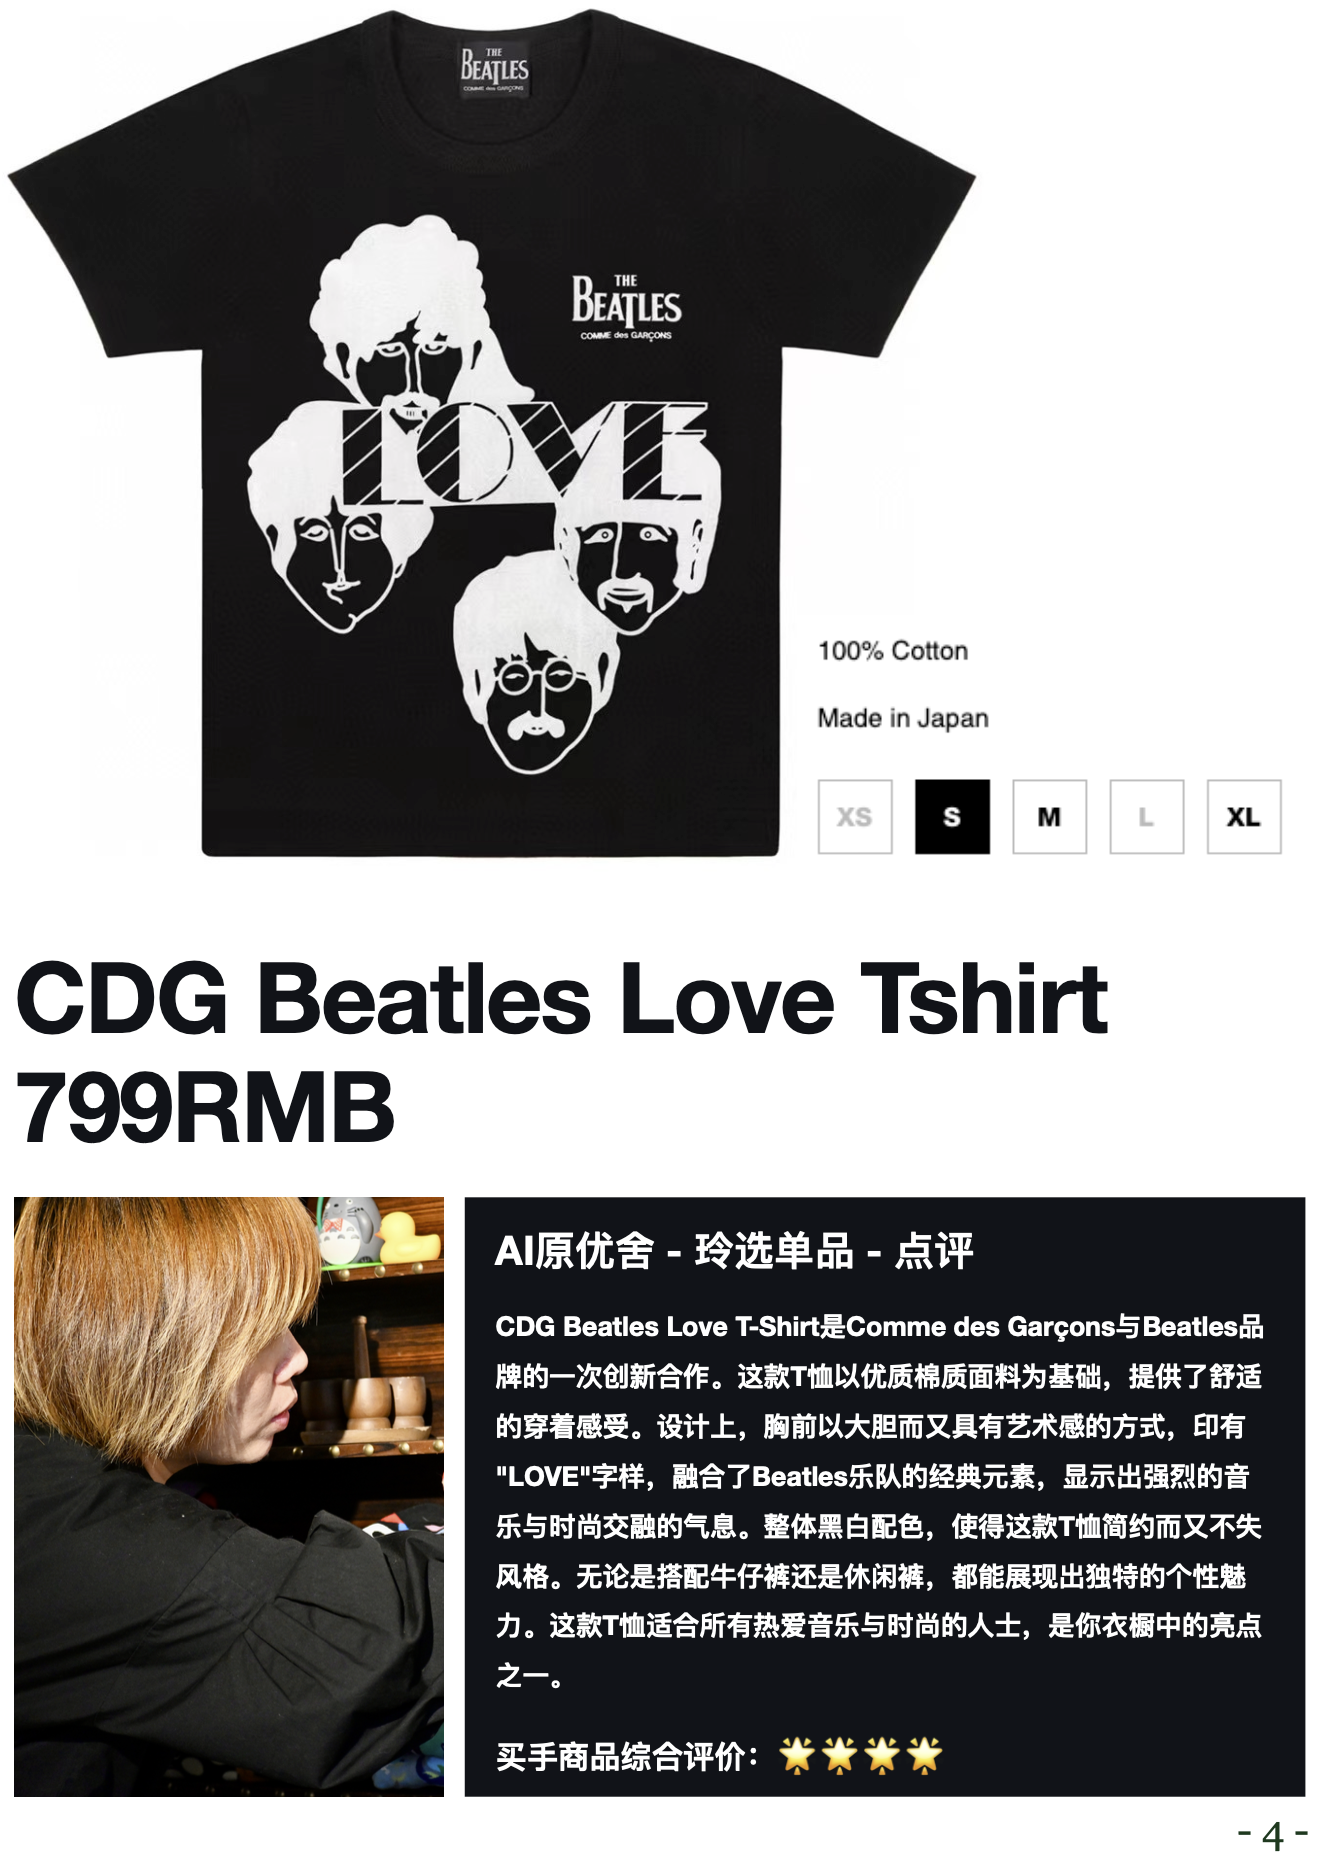 THE
BEATLES
COMME des GARÇONS
THE
BEATLES
COMME des GARÇONS
LOVE
100% Cotton
Made in Japan
XS S M L XL
CDG Beatles Love Tshirt
799RMB
AI原优舍 - 玲选单品 - 点评
CDG Beatles Love T-Shirt是Comme des Garçons与Beatles品
牌的一次创新合作。这款T恤以优质棉质面料为基础，提供了舒适
的穿着感受。设计上，胸前以大胆而又具有艺术感的方式，印有
"LOVE"字样，融合了Beatles乐队的经典元素，显示出强烈的音
乐与时尚交融的气息。整体黑白配色，使得这款T恤简约而又不失
风格。无论是搭配牛仔裤还是休闲裤，都能展现出独特的个性魅
力。这款T恤适合所有热爱音乐与时尚的人士，是你衣橱中的亮点
之一。
买手商品综合评价：🌟🌟🌟🌟
- 4 -